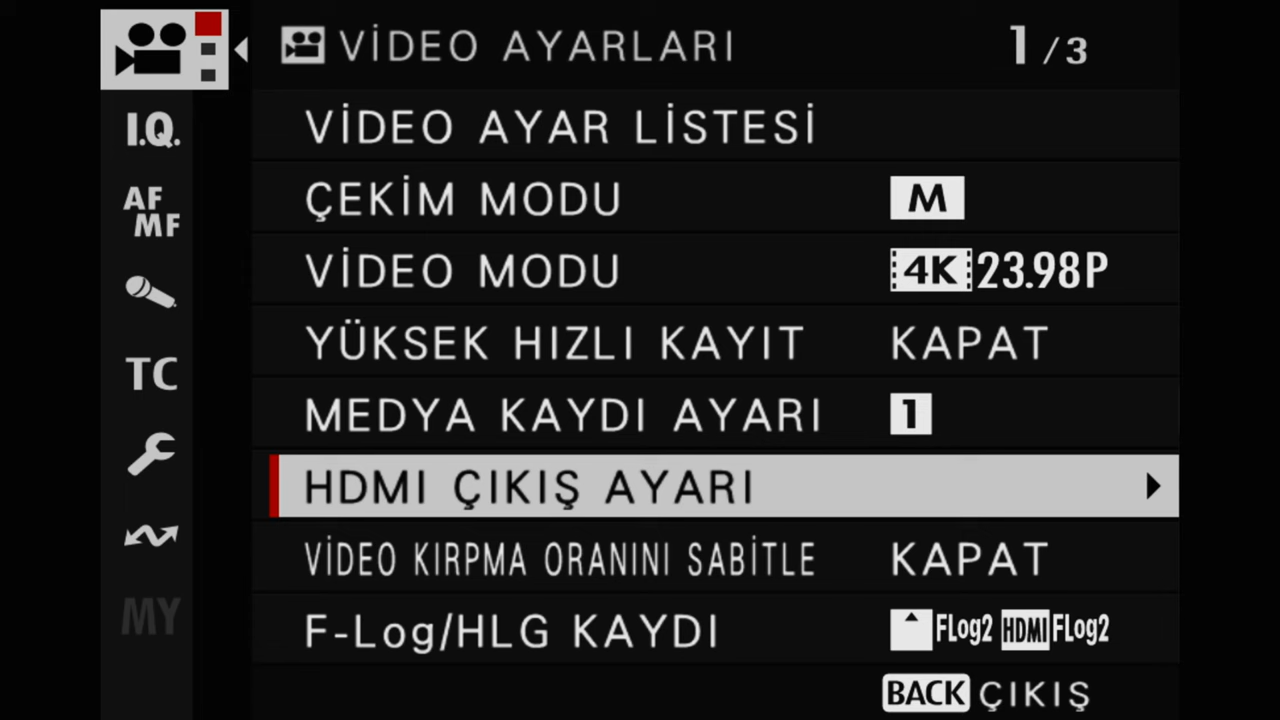 VİDEO AYARLARI 1/3
VİDEO AYAR LİSTESİ
I.Q.
ÇEKİM MODU M
AF
MF
VİDEO MODU 4K 23.98P
YÜKSEK HIZLI KAYIT KAPAT
TC
MEDYA KAYDI AYARI 1
HDMI ÇIKIŞ AYARI
VİDEO KIRPMA ORANINI SABİTLE KAPAT
MY
F-Log/HLG KAYDI FLog2 HDMI FLog2
BACK ÇIKIŞ